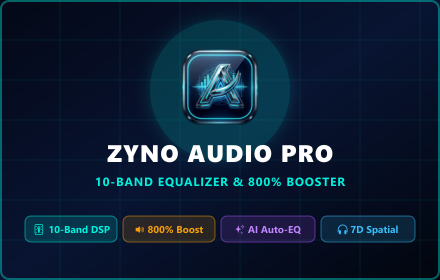 ZYNO AUDIO PRO
10-BAND EQUALIZER & 800% BOOSTER
10-Band DSP 800% Boost AI Auto-EQ 7D Spatial